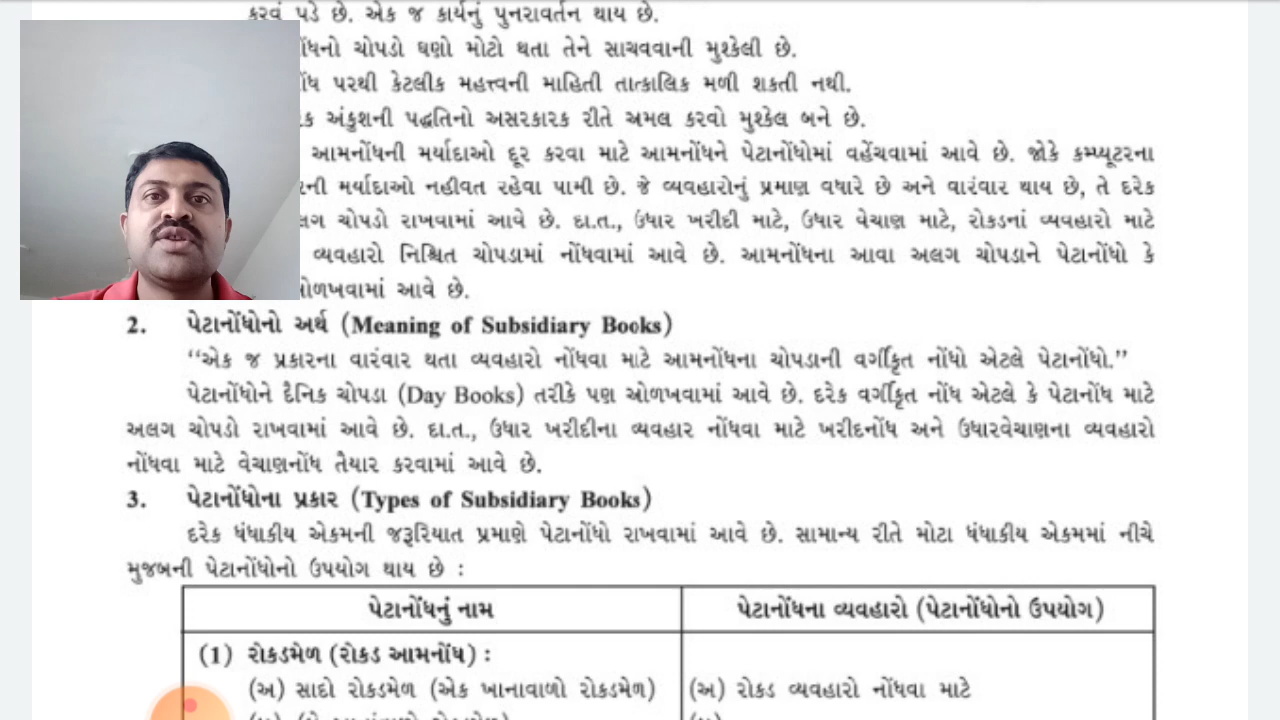 કરવું પડે છે. એક જ કાર્યનું પુનરાવર્તન થાય છે.
ચોપડો ઘણો મોટો થતા તેને સાચવવાની મુશ્કેલી છે.
પરથી કેટલીક મહત્ત્વની માહિતી તાત્કાલિક મળી શકતી નથી.
અંકુશની પદ્ધતિનો અસરકારક રીતે અમલ કરવો મુશ્કેલ બને છે.
આમનોંધની મર્યાદાઓ દૂર કરવા માટે આમનોંધને પેટાનોંધોમાં વહેંચવામાં આવે છે. જોકે કમ્પ્યૂટરના
મર્યાદાઓ નહીવત રહેવા પામી છે. જે વ્યવહારોનું પ્રમાણ વધારે છે અને વારંવાર થાય છે, તે દરેક
ચોપડો રાખવામાં આવે છે. દા.ત., ઉધાર ખરીદી માટે, ઉધાર વેચાણ માટે, રોકડનાં વ્યવહારો માટે
વ્યવહારો નિશ્ચિત ચોપડામાં નોંધવામાં આવે છે. આમનોંધના આવા અલગ ચોપડાને પેટાનોંધો કે
આવે છે.
2. પેટાનોંધોનો અર્થ (Meaning of Subsidiary Books)
“એક જ પ્રકારના વારંવાર થતા વ્યવહારો નોંધવા માટે આમનોંધના ચોપડાની વર્ગીકૃત નોંધો એટલે પેટાનોંધો.”
પેટાનોંધોને દૈનિક ચોપડા (Day Books) તરીકે પણ ઓળખવામાં આવે છે. દરેક વર્ગીકૃત નોંધ એટલે કે પેટાનોંધ માટે
અલગ ચોપડો રાખવામાં આવે છે. દા.ત., ઉધાર ખરીદીના વ્યવહાર નોંધવા માટે ખરીદનોંધ અને ઉધારવેચાણના વ્યવહારો
નોંધવા માટે વેચાણનોંધ તૈયાર કરવામાં આવે છે.
3. પેટાનોંધોના પ્રકાર (Types of Subsidiary Books)
દરેક ધંધાકીય એકમની જરૂરિયાત પ્રમાણે પેટાનોંધો રાખવામાં આવે છે. સામાન્ય રીતે મોટા ધંધાકીય એકમમાં નીચે
મુજબની પેટાનોંધોનો ઉપયોગ થાય છે :
પેટાનોંધનું નામ પેટાનોંધના વ્યવહારો (પેટાનોંધોનો ઉપયોગ)
(1) રોકડમેળ (રોકડ આમનોંધ) :
(અ) સાદો રોકડમેળ (એક ખાનાવાળો રોકડમેળ) (અ) રોકડ વ્યવહારો નોંધવા માટે